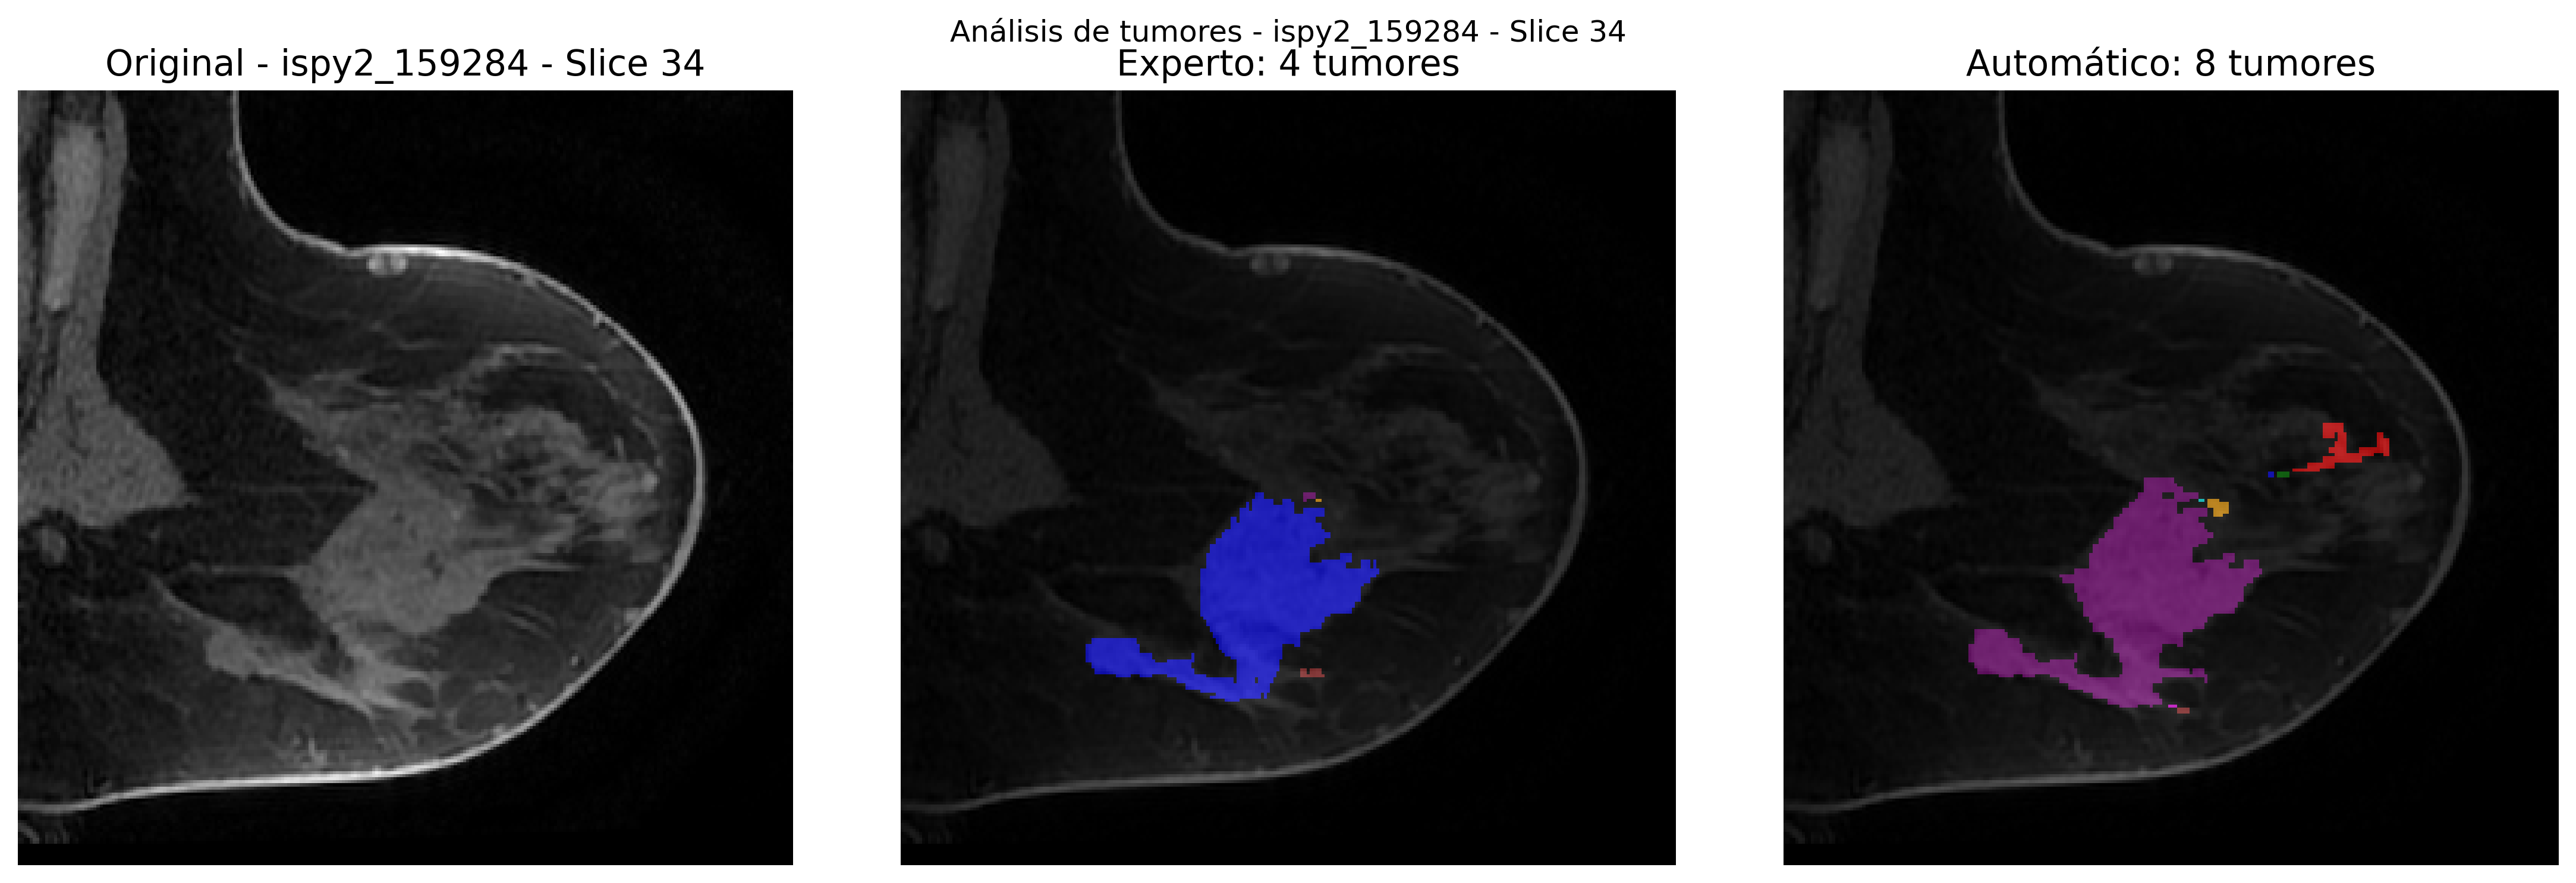 Análisis de tumores - ispy2_159284 - Slice 34
Original - ispy2_159284 - Slice 34
Experto: 4 tumores
Automático: 8 tumores